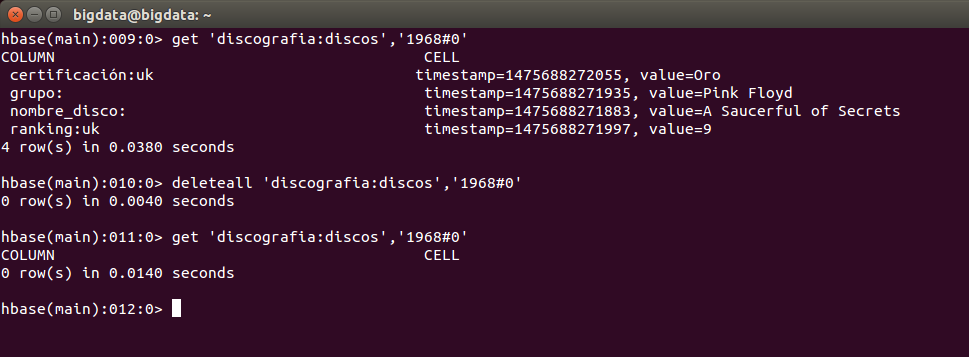 bigdata@bigdata: ~
hbase(main):009:0> get 'discografia:discos','1968#0'
COLUMN CELL
certificación:uk timestamp=1475688272055, value=Oro
grupo: timestamp=1475688271935, value=Pink Floyd
nombre_disco: timestamp=1475688271883, value=A Saucerful of Secrets
ranking:uk timestamp=1475688271997, value=9
4 row(s) in 0.0380 seconds
hbase(main):010:0> deleteall 'discografia:discos','1968#0'
0 row(s) in 0.0040 seconds
hbase(main):011:0> get 'discografia:discos','1968#0'
COLUMN CELL
0 row(s) in 0.0140 seconds
hbase(main):012:0>